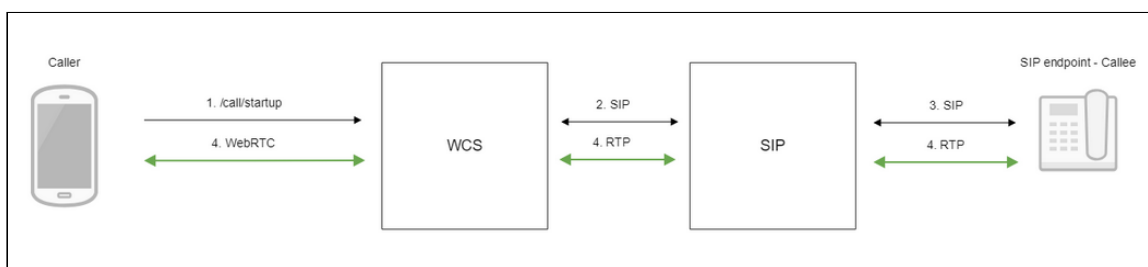 Caller
SIP endpoint - Callee
1. /call/startup
2. SIP
3. SIP
4. WebRTC
WCS
4. RTP
SIP
4. RTP